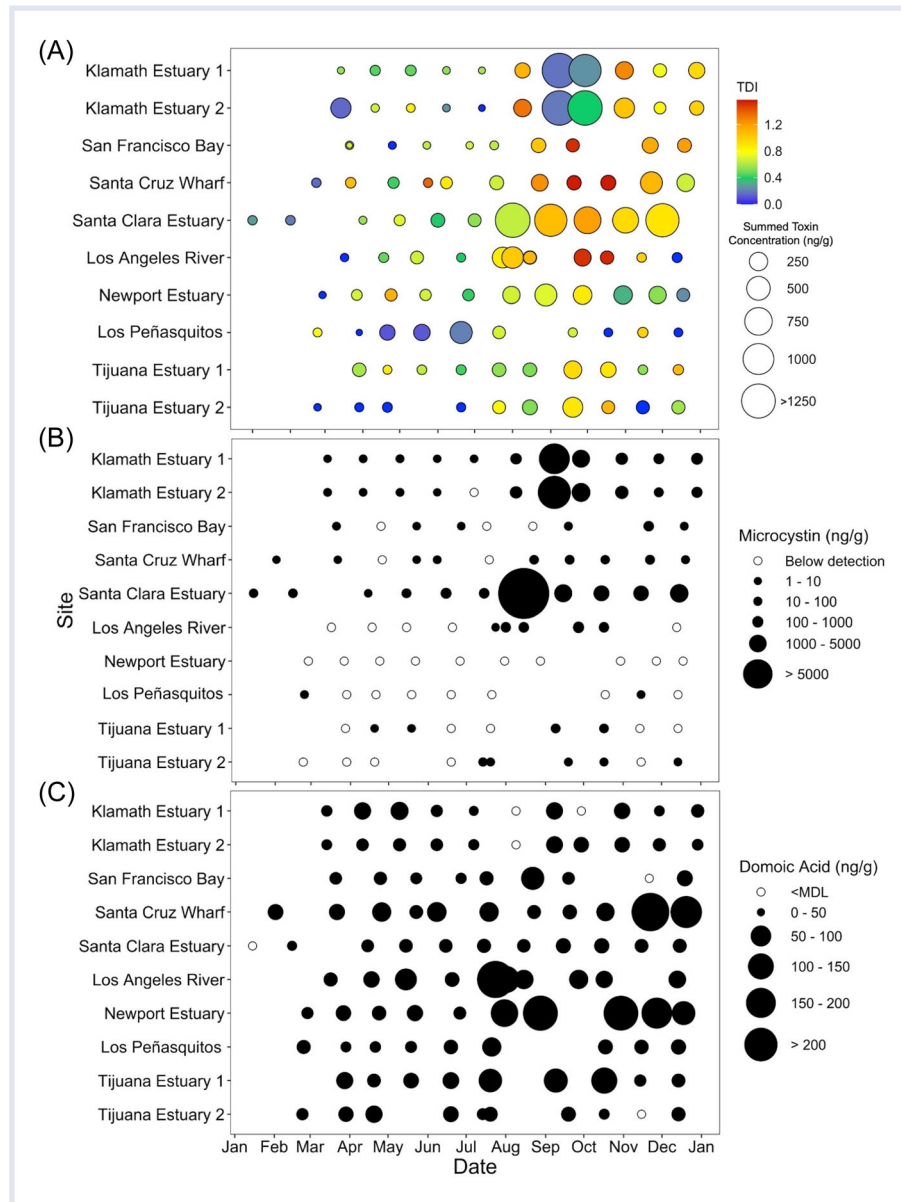 (A)
Klamath Estuary 1
Klamath Estuary 2
San Francisco Bay
Santa Cruz Wharf
Santa Clara Estuary
Los Angeles River
Newport Estuary
Los Peñasquitos
Tijuana Estuary 1
Tijuana Estuary 2
TDI
1.2
0.8
0.4
0.0
Summed Toxin
Concentration (ng/g)
250
500
750
1000
>1250
(B)
Klamath Estuary 1
Klamath Estuary 2
San Francisco Bay
Santa Cruz Wharf
Santa Clara Estuary
Los Angeles River
Newport Estuary
Los Peñasquitos
Tijuana Estuary 1
Tijuana Estuary 2
Site
Microcystin (ng/g)
Below detection
1 - 10
10 - 100
100 - 1000
1000 - 5000
> 5000
(C)
Klamath Estuary 1
Klamath Estuary 2
San Francisco Bay
Santa Cruz Wharf
Santa Clara Estuary
Los Angeles River
Newport Estuary
Los Peñasquitos
Tijuana Estuary 1
Tijuana Estuary 2
Domoic Acid (ng/g)
<MDL
0 - 50
50 - 100
100 - 150
150 - 200
> 200
Jan Feb Mar Apr May Jun Jul Aug Sep Oct Nov Dec Jan
Date